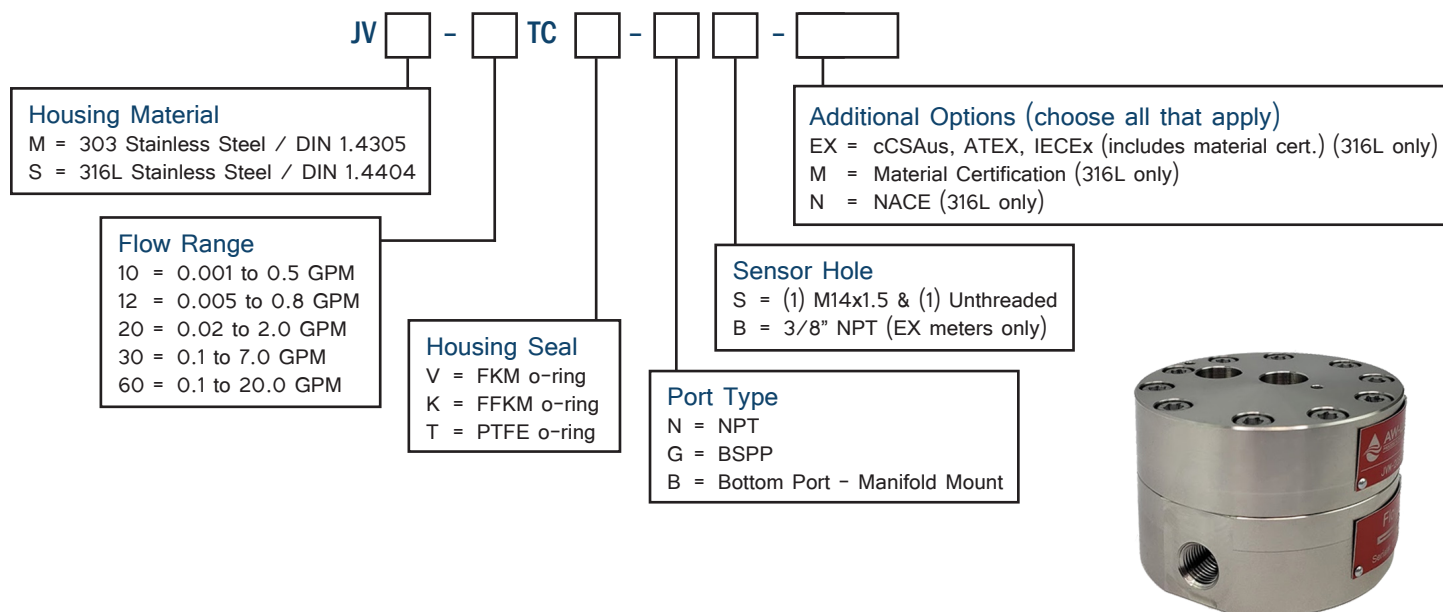 JV - TC - -
Housing Material
M = 303 Stainless Steel / DIN 1.4305
S = 316L Stainless Steel / DIN 1.4404
Flow Range
10 = 0.001 to 0.5 GPM
12 = 0.005 to 0.8 GPM
20 = 0.02 to 2.0 GPM
30 = 0.1 to 7.0 GPM
60 = 0.1 to 20.0 GPM
Housing Seal
V = FKM o-ring
K = FFKM o-ring
T = PTFE o-ring
Port Type
N = NPT
G = BSPP
B = Bottom Port - Manifold Mount
Sensor Hole
S = (1) M14x1.5 & (1) Unthreaded
B = 3/8" NPT (EX meters only)
Additional Options (choose all that apply)
EX = cCSAus, ATEX, IECEx (includes material cert.) (316L only)
M = Material Certification (316L only)
N = NACE (316L only)